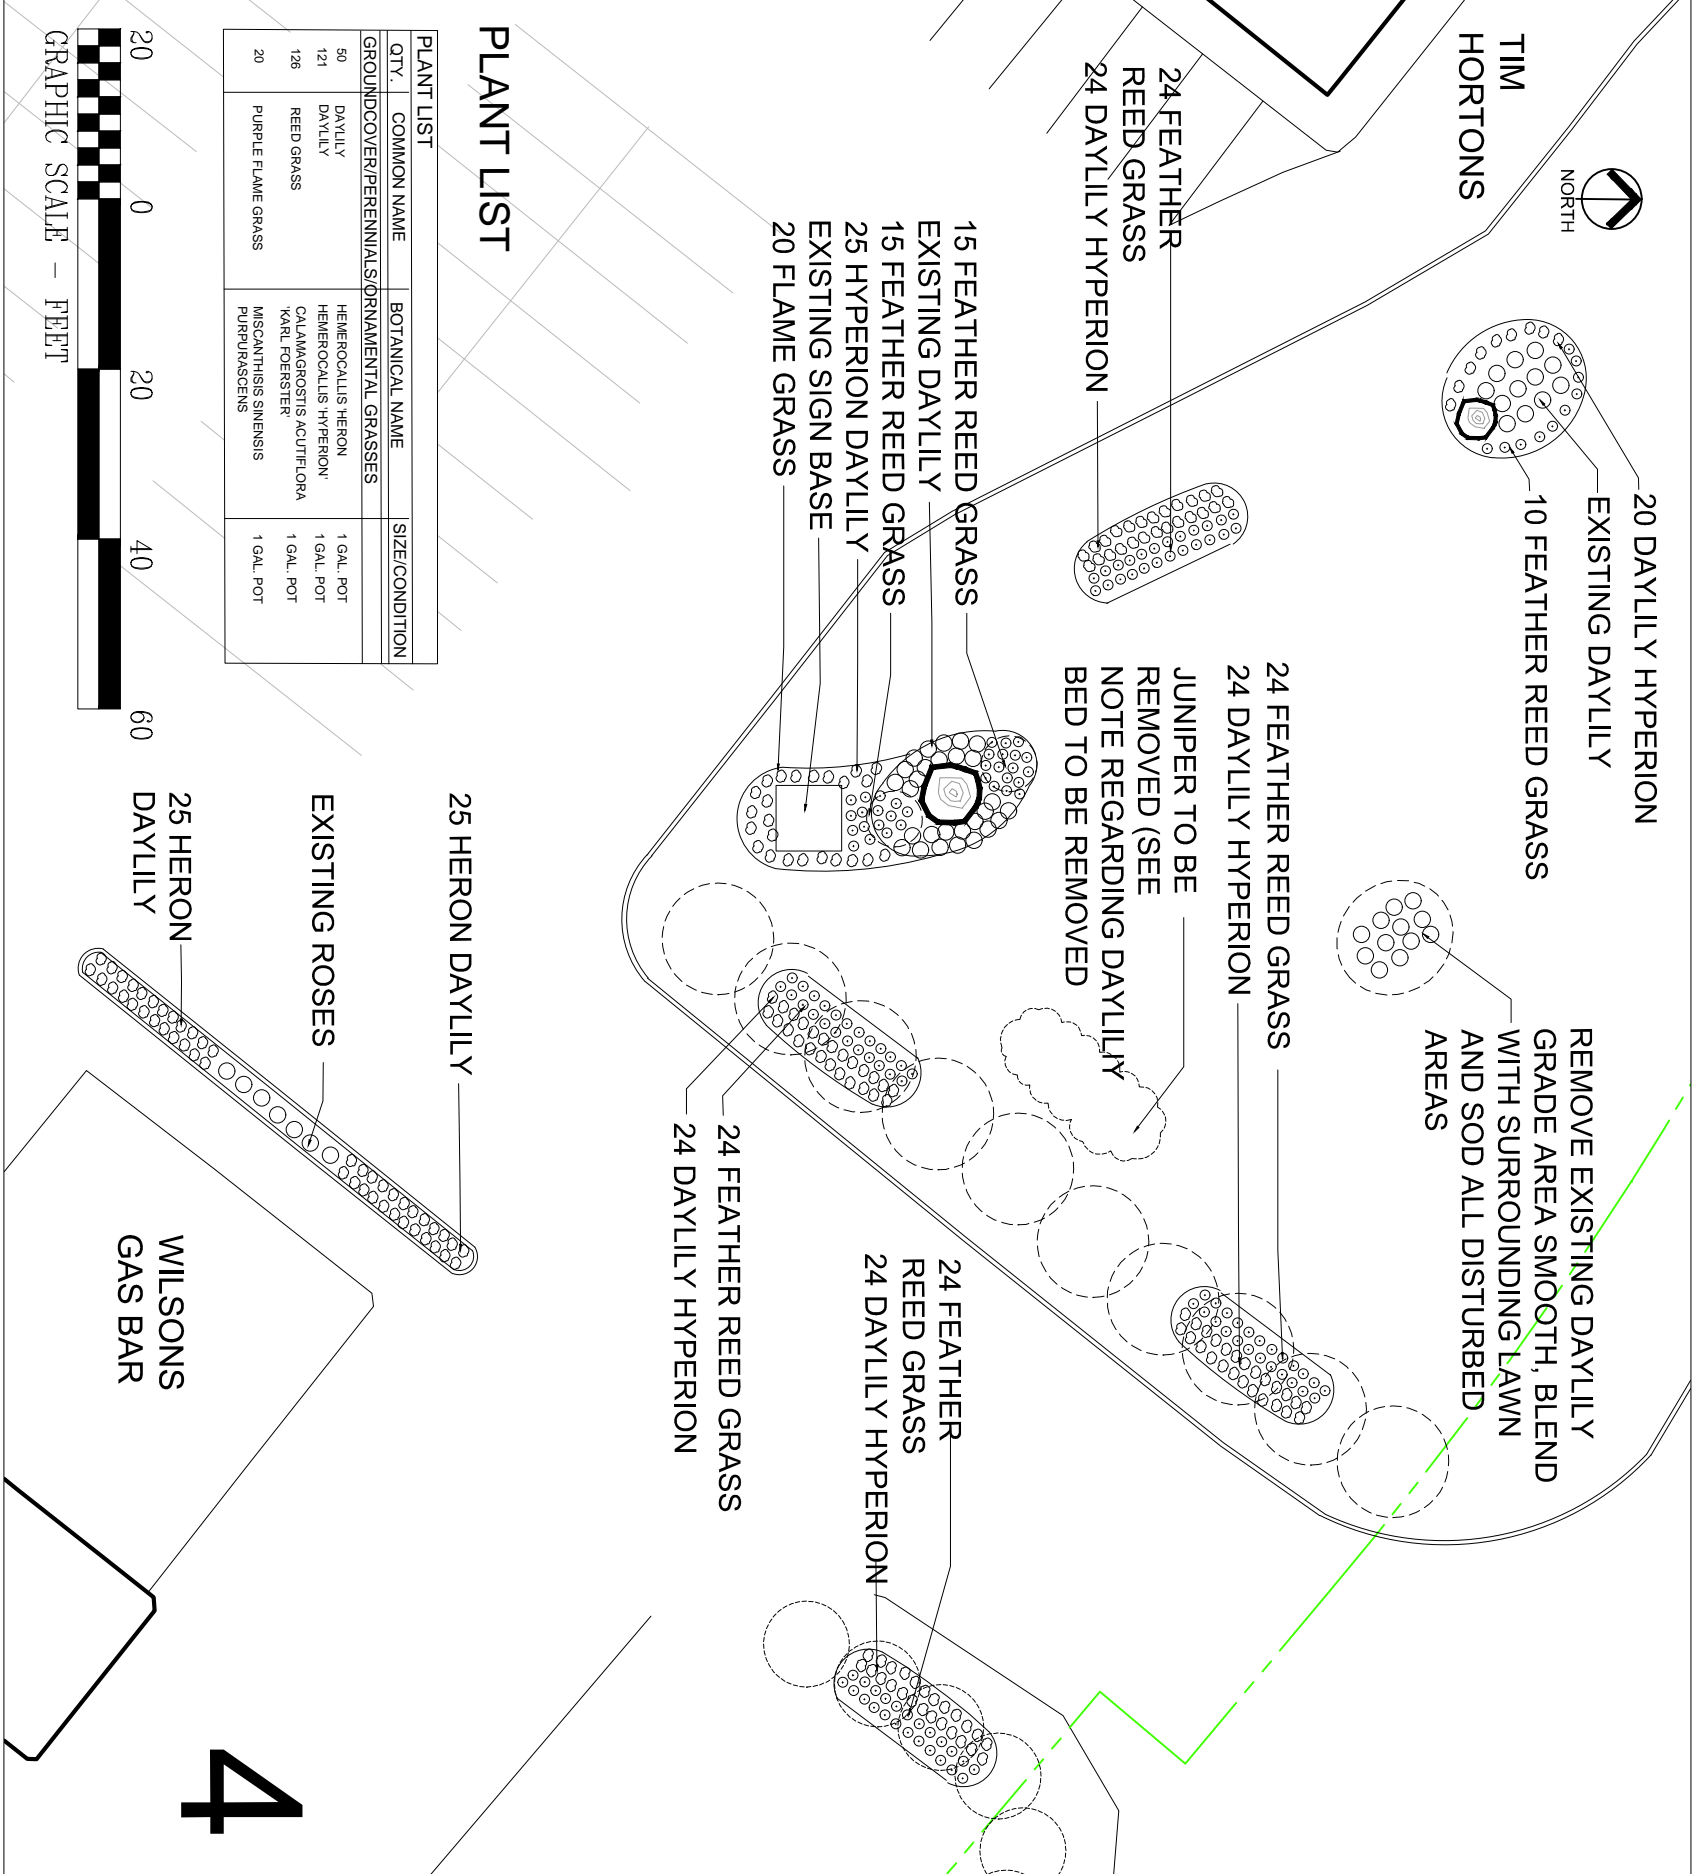 TIM
HORTONS
NORTH
20 DAYLILY HYPERION
EXISTING DAYLILY
10 FEATHER REED GRASS
REMOVE EXISTING DAYLILY
GRADE AREA SMOOTH, BLEND
WITH SURROUNDING LAWN
AND SOD ALL DISTURBED
AREAS
24 FEATHER
REED GRASS
24 DAYLILY HYPERION
24 FEATHER REED GRASS
24 DAYLILY HYPERION
JUNIPER TO BE
REMOVED (SEE
NOTE REGARDING DAYLILIY
BED TO BE REMOVED
15 FEATHER REED GRASS
EXISTING DAYLILY
15 FEATHER REED GRASS
25 HYPERION DAYLILY
EXISTING SIGN BASE
20 FLAME GRASS
24 FEATHER
REED GRASS
24 DAYLILY HYPERION
24 FEATHER REED GRASS
24 DAYLILY HYPERION
25 HERON DAYLILY
EXISTING ROSES
25 HERON
DAYLILY
WILSONS
GAS BAR
PLANT LIST
PLANT LIST
QTY. COMMON NAME BOTANICAL NAME SIZE/CONDITION
GROUNDCOVER/PERENNIALS/ORNAMENTAL GRASSES
50 DAYLILY HEMEROCALLIS 'HERON 1 GAL. POT
121 DAYLILY HEMEROCALLIS 'HYPERION' 1 GAL. POT
126 REED GRASS CALAMAGROSTIS ACUTIFLORA 1 GAL. POT
'KARL FOERSTER'
20 PURPLE FLAME GRASS MISCANTHISIS SINENSIS 1 GAL. POT
PURPURASCENS
20 0 20 40 60
GRAPHIC SCALE - FEET
4